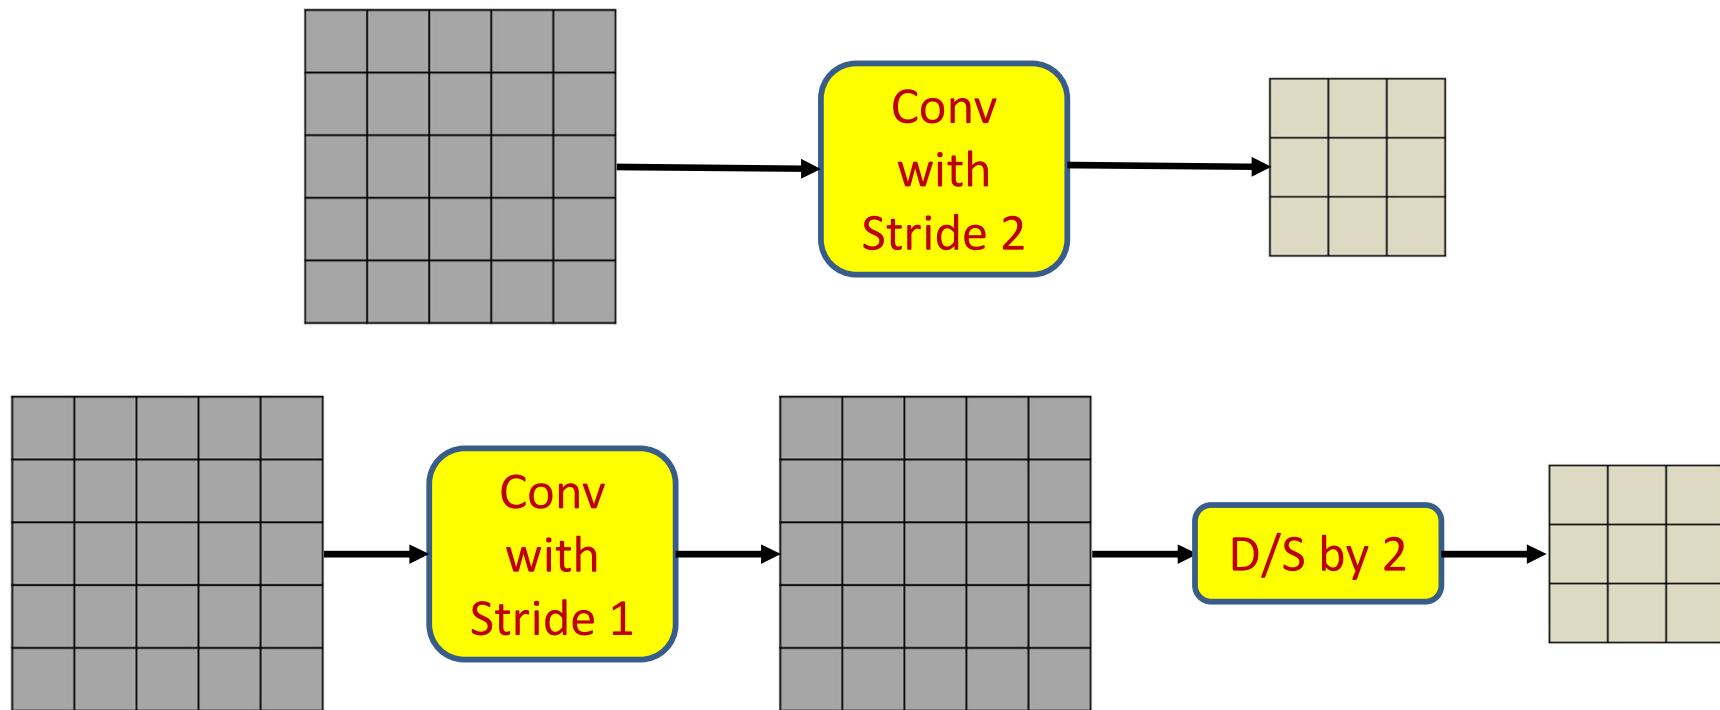 Conv
with
Stride 2
Conv
with
Stride 1
D/S by 2